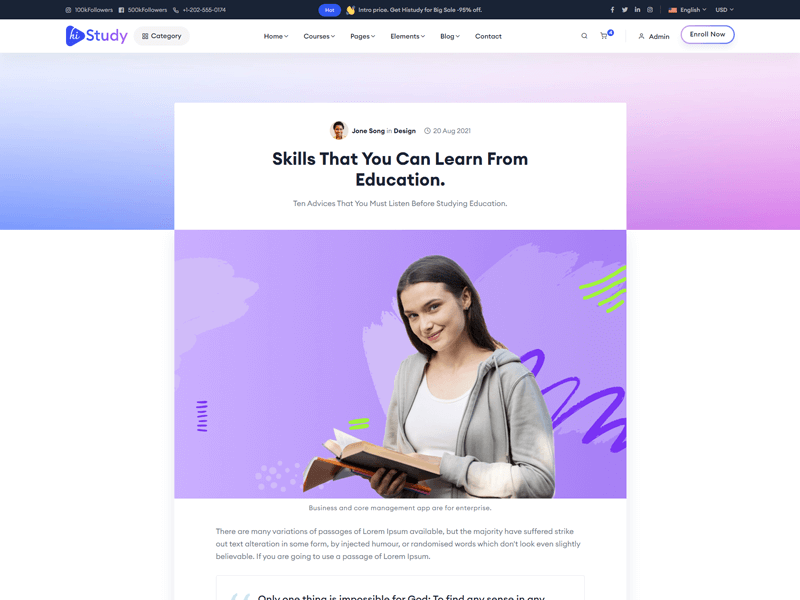 100kFollowers 500kFollowers +1-202-555-0174 Hot Intro price. Get Histudy for Big Sale -95% off. English USD
hi Study Category Home Courses Pages Elements Blog Contact 4 Admin Enroll Now
Jone Song in Design 20 Aug 2021
Skills That You Can Learn From
Education.
Ten Advices That You Must Listen Before Studying Education.
Business and core management app are for enterprise.
There are many variations of passages of Lorem Ipsum available, but the majority have suffered strike
out text alteration in some form, by injected humour, or randomised words which don't look even slightly
believable. If you are going to use a passage of Lorem Ipsum.
Only one thing is impossible for God: To find any sense in any